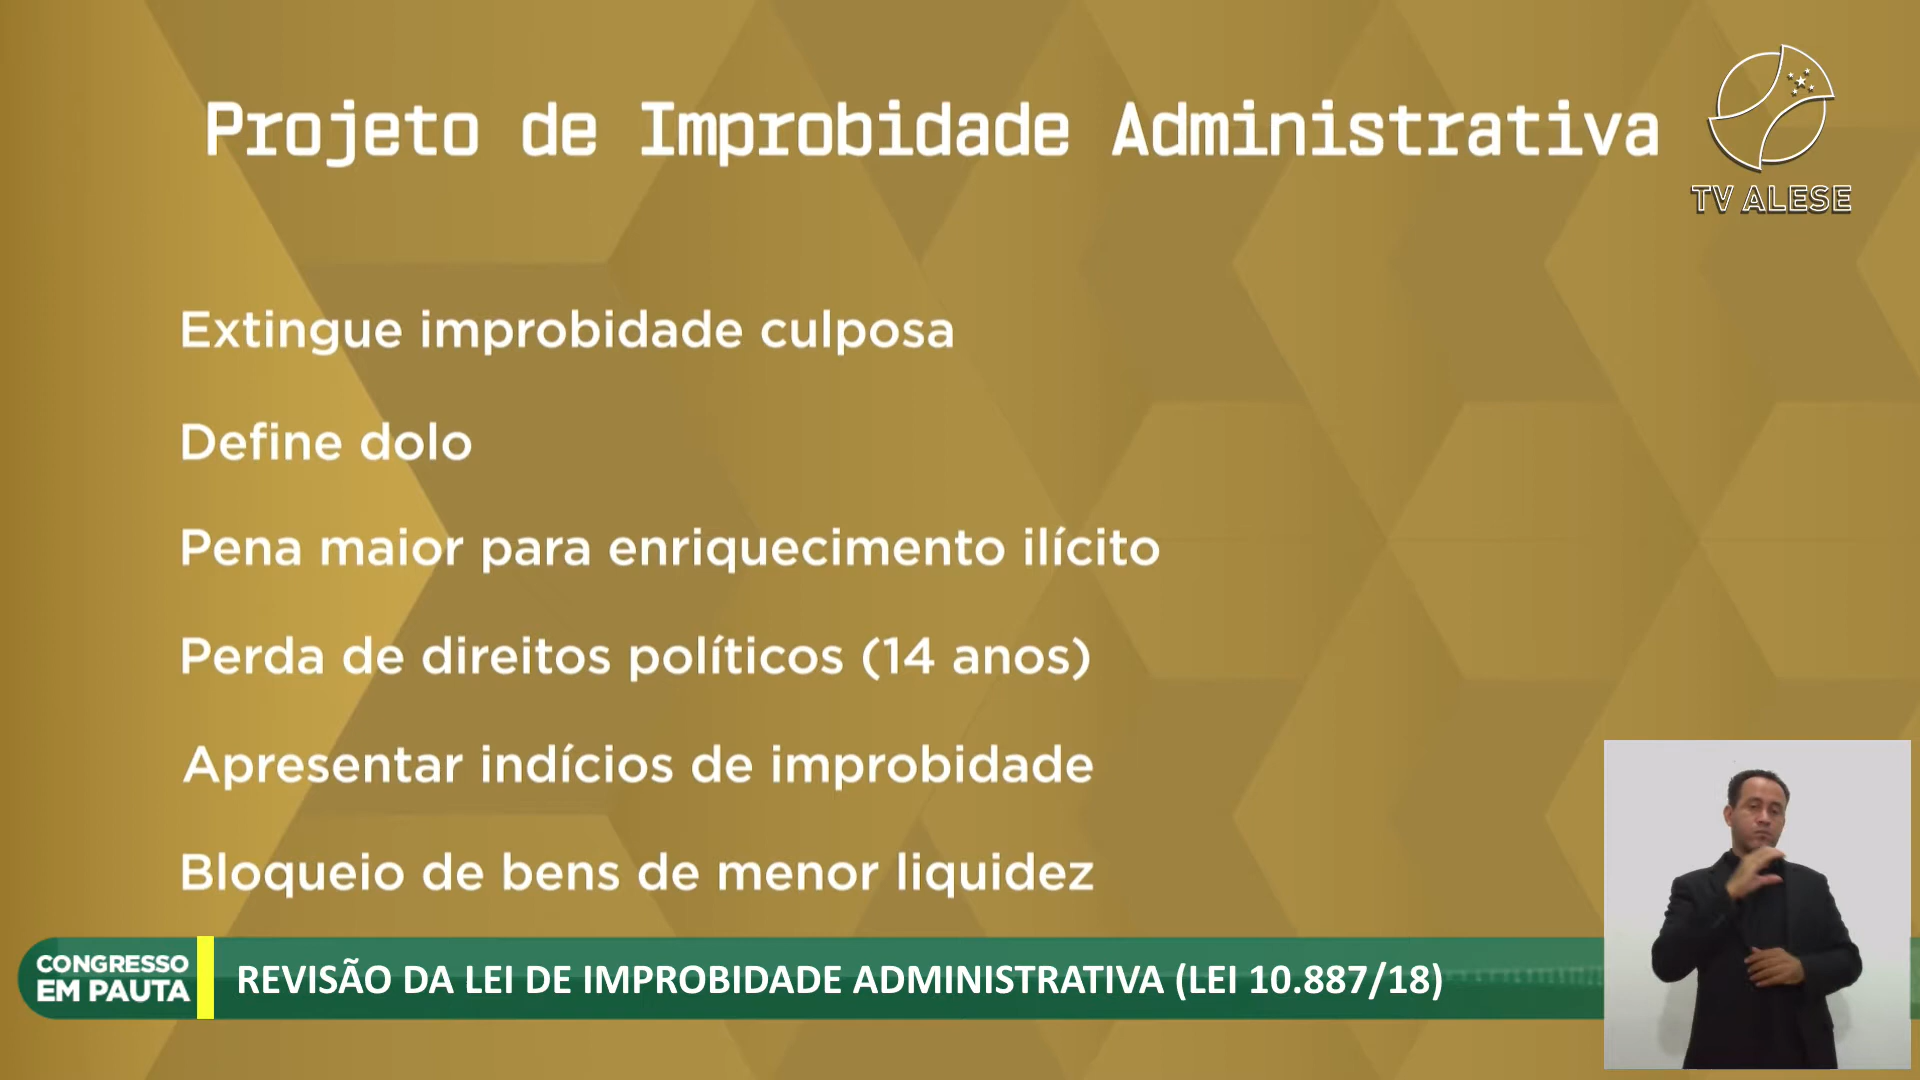 Projeto de Improbidade Administrativa
TV ALESE
Extingue improbidade culposa
Define dolo
Pena maior para enriquecimento ilícito
Perda de direitos políticos (14 anos)
Apresentar indícios de improbidade
Bloqueio de bens de menor liquidez
CONGRESSO
EM PAUTA
REVISÃO DA LEI DE IMPROBIDADE ADMINISTRATIVA (LEI 10.887/18)